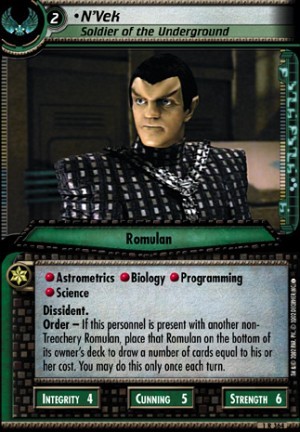 2
•N'Vek
Soldier of the Underground
Romulan
Astrometrics Biology Programming
Science
Dissident.
Order – If this personnel is present with another non-
Treachery Romulan, place that Romulan on the bottom of
its owner's deck to draw a number of cards equal to his or
her cost. You may do this only once each turn.
INTEGRITY 4 CUNNING 5 STRENGTH 6